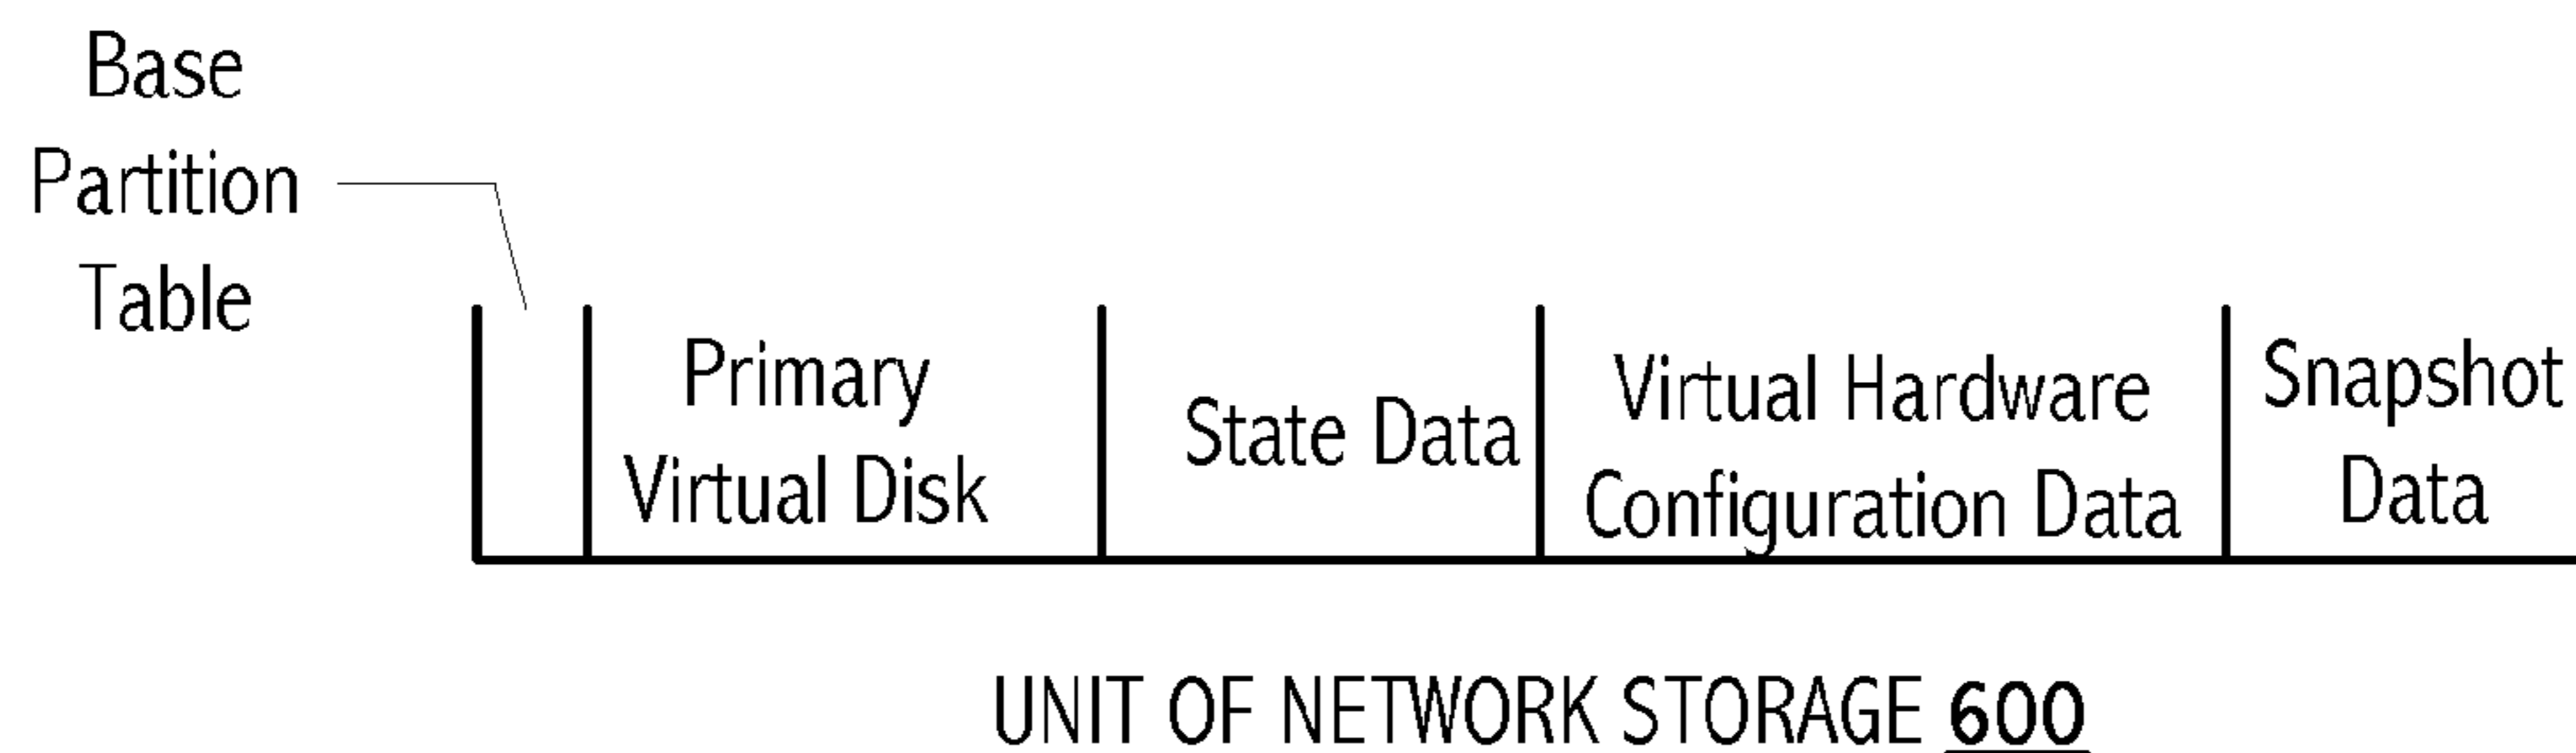 Base
Partition
Table
Primary
Virtual Disk
State Data
Virtual Hardware
Configuration Data
Snapshot
Data
UNIT OF NETWORK STORAGE 600